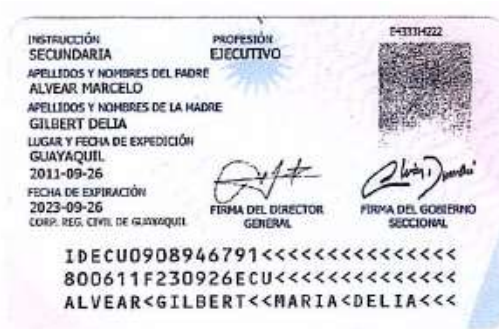 INSTRUCCIÓN PROFESIÓN E433314222
SECUNDARIA EJECUTIVO
APELLIDOS Y NOMBRES DEL PADRE
ALVEAR MARCELO
APELLIDOS Y NOMBRES DE LA MADRE
GILBERT DELIA
LUGAR Y FECHA DE EXPEDICIÓN
GUAYAQUIL
2011-09-26
FECHA DE EXPIRACIÓN
2023-09-26
CORP. REG. CIVIL DE GUAYAQUIL
FIRMA DEL DIRECTOR GENERAL
FIRMA DEL GOBIERNO SECCIONAL
IDECU0908946791<<<<<<<<<<<<<<<
800611F230926ECU<<<<<<<<<<<<<<
ALVEAR<GILBERT<<MARIA<DELIA<<<